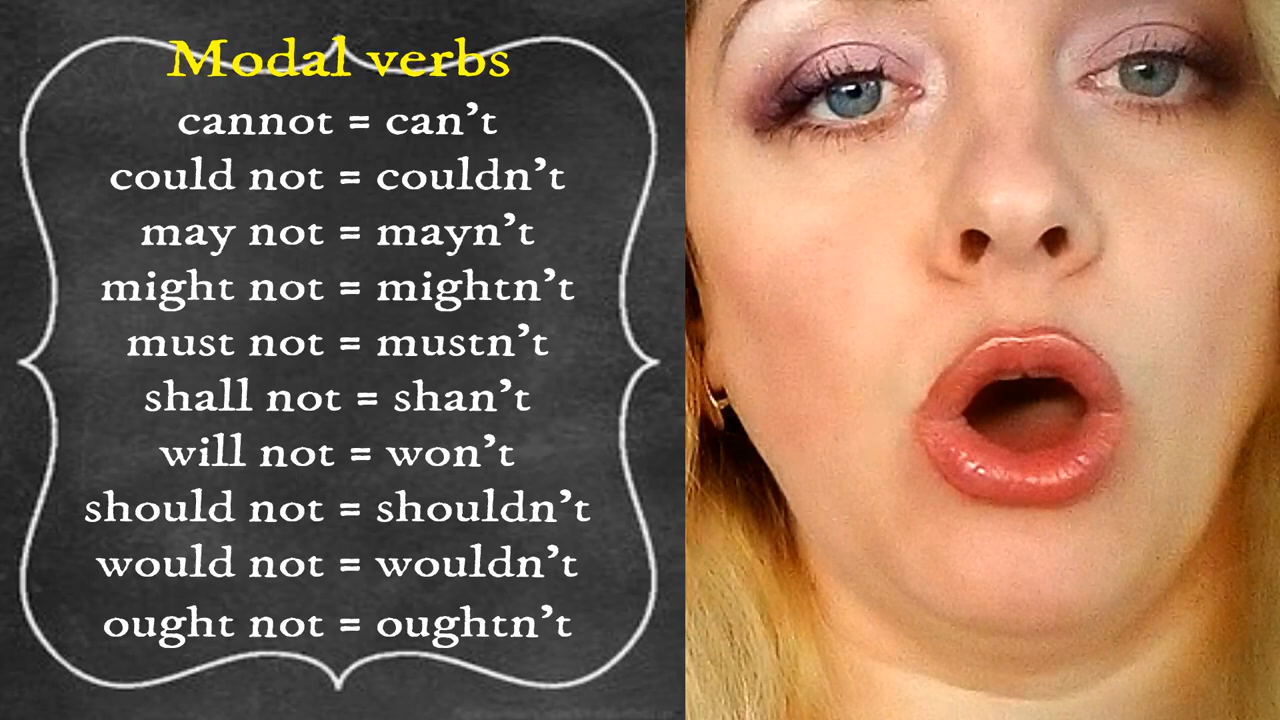 Modal verbs
cannot = can't
could not = couldn't
may not = mayn't
might not = mightn't
must not = mustn't
shall not = shan't
will not = won't
should not = shouldn't
would not = wouldn't
ought not = oughtn't